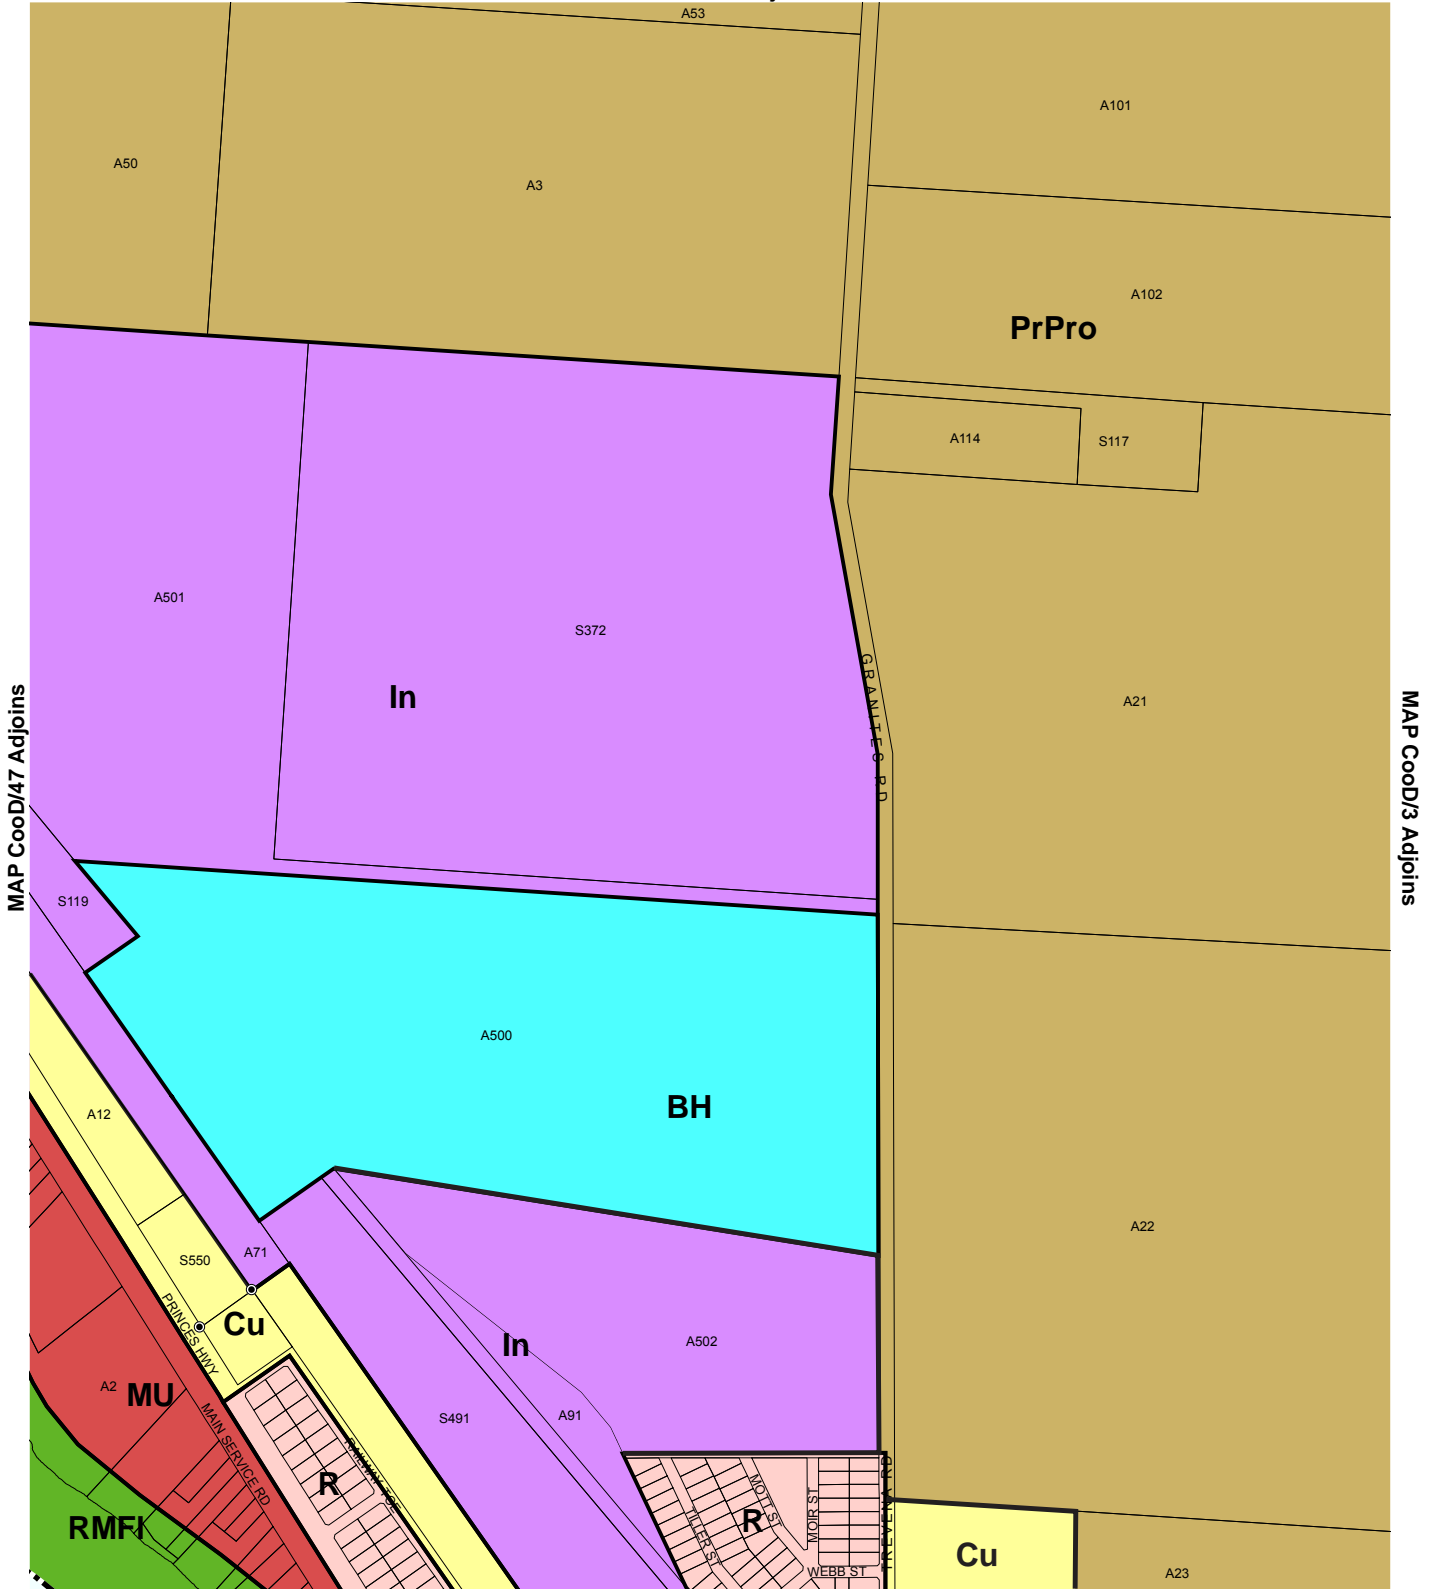 A53
A101
A50
A3
A102
PrPro
A114
S117
A501
S372
In
GRANITES RD
A21
MAP CooD/47 Adjoins
MAP CooD/3 Adjoins
S119
A500
BH
A12
A22
A71
S550
PRINCES HWY
Cu
In
A502
A2
MU
S491
A91
MAIN SERVICE RD
RAILWAY TCE
R
RMFI
TILLER ST
MOTT ST
R
MOIR ST
TREVENA RD
WEBB ST
Cu
A23